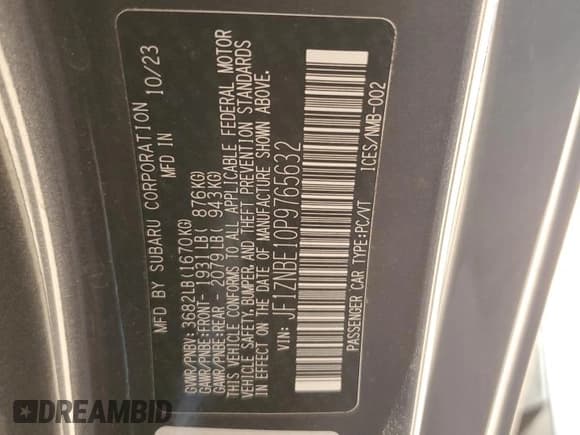 MFD BY SUBARU CORPORATION 10/23
MFD IN
GVWR/PNBV: 3682LB(1670KG)
GAWR/PNBE:FRONT- 1931LB( 876KG)
GAWR/PNBE:REAR - 2079LB( 943KG)
THIS VEHICLE CONFORMS TO ALL APPLICABLE FEDERAL MOTOR
VEHICLE SAFETY, BUMPER, AND THEFT PREVENTION STANDARDS
IN EFFECT ON THE DATE OF MANUFACTURE SHOWN ABOVE.
VIN: JF1ZNBE10P9765632
PASSENGER CAR TYPE:PC/VT ICES/NMB-002
DREAMBID